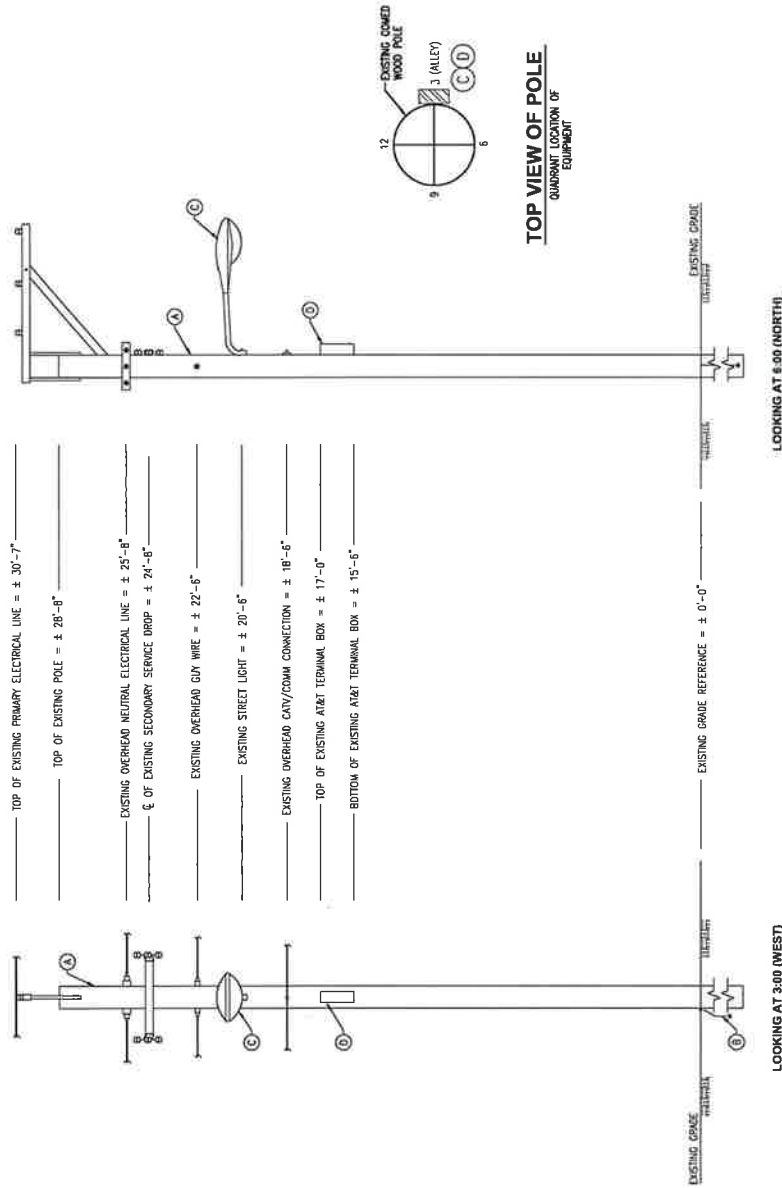 TOP OF EXISTING PRIMARY ELECTRICAL LINE = ± 30'-7"
TOP OF EXISTING POLE = ± 28'-8"
EXISTING OVERHEAD NEUTRAL ELECTRICAL LINE = ± 25'-8"
℄ OF EXISTING SECONDARY SERVICE DROP = ± 24'-8"
EXISTING OVERHEAD GUY WIRE = ± 22'-6"
EXISTING STREET LIGHT = ± 20'-6"
EXISTING OVERHEAD CATV/COMM CONNECTION = ± 18'-6"
TOP OF EXISTING AT&T TERMINAL BOX = ± 17'-0"
BOTTOM OF EXISTING AT&T TERMINAL BOX = ± 15'-6"
EXISTING GRADE REFERENCE = ± 0'-0"
A
C
D
B
EXISTING GRADE
LOOKING AT 3:00 (WEST)
A
C
D
EXISTING GRADE
LOOKING AT 6:00 (NORTH)
EXISTING COMED
WOOD POLE
12
3 (ALLEY)
C D
6
9
TOP VIEW OF POLE
QUADRANT LOCATION OF
EQUIPMENT